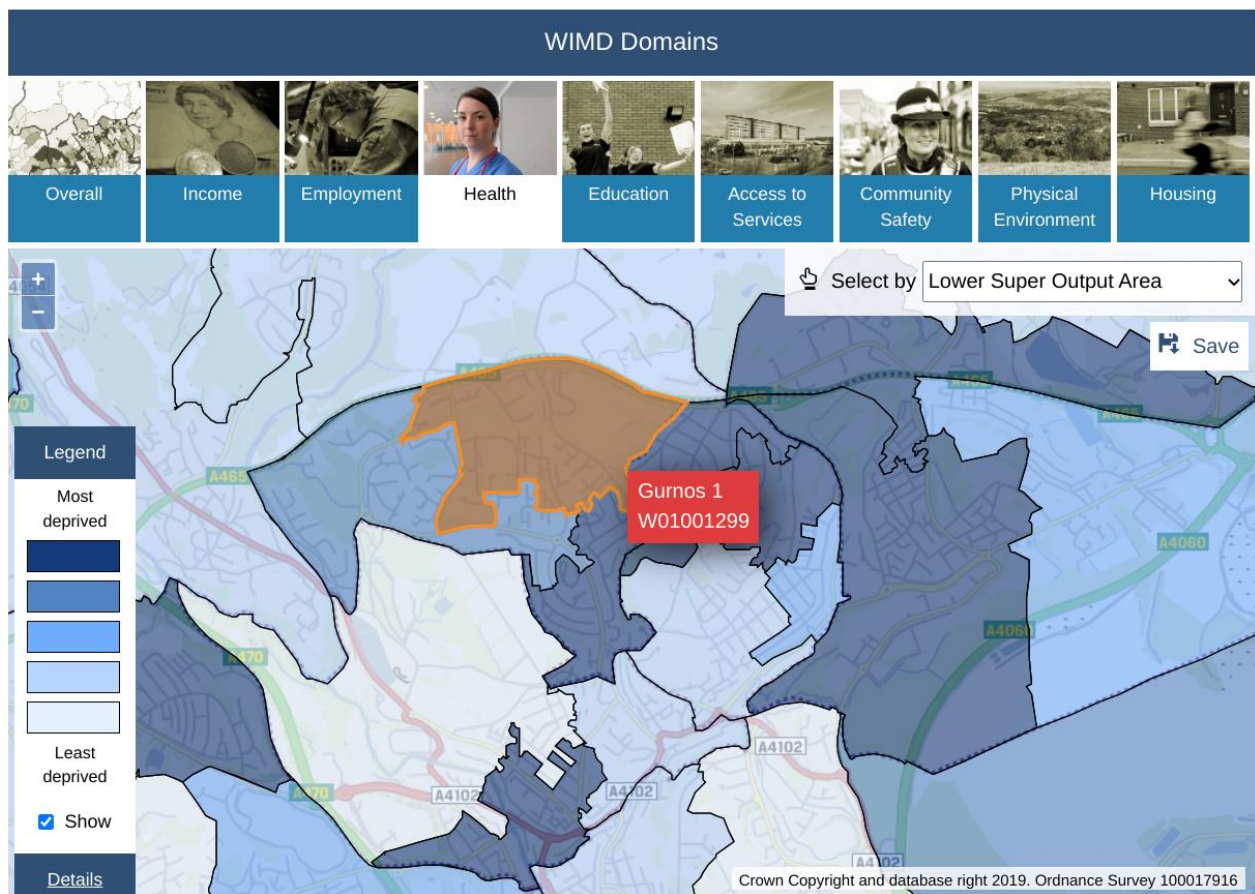 WIMD Domains
Overall
Income
Employment
Health
Education
Access to
Services
Community
Safety
Physical
Environment
Housing
+
−
Select by Lower Super Output Area
Save
A465
A465
A465
A465
A465
Gurnos 1
W01001299
Legend
Most
deprived
Least
deprived
Show
Details
A4060
A4060
A470
A470
A4102
A4102
A4102
Crown Copyright and database right 2019. Ordnance Survey 100017916